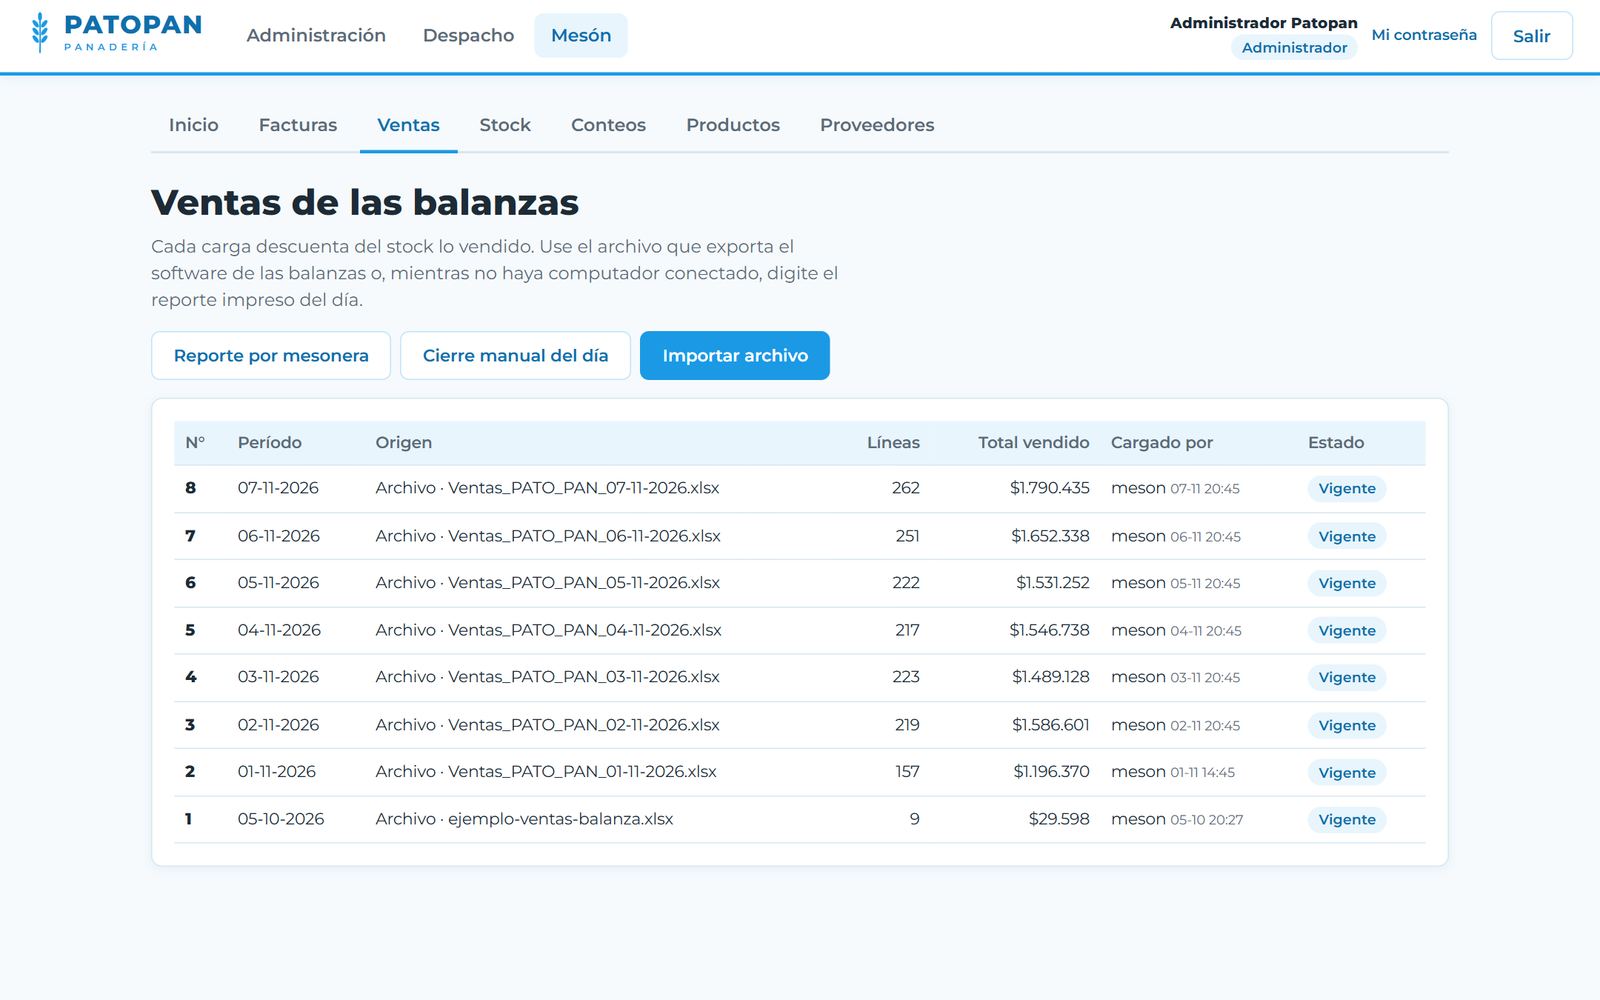 PATOPAN
PANADERÍA
Administración Despacho Mesón
Administrador Patopan
Administrador
Mi contraseña
Salir
Inicio Facturas Ventas Stock Conteos Productos Proveedores
Ventas de las balanzas
Cada carga descuenta del stock lo vendido. Use el archivo que exporta el
software de las balanzas o, mientras no haya computador conectado, digite el
reporte impreso del día.
Reporte por mesonera Cierre manual del día Importar archivo
N° Período Origen Líneas Total vendido Cargado por Estado
8 07-11-2026 Archivo · Ventas_PATO_PAN_07-11-2026.xlsx 262 $1.790.435 meson 07-11 20:45 Vigente
7 06-11-2026 Archivo · Ventas_PATO_PAN_06-11-2026.xlsx 251 $1.652.338 meson 06-11 20:45 Vigente
6 05-11-2026 Archivo · Ventas_PATO_PAN_05-11-2026.xlsx 222 $1.531.252 meson 05-11 20:45 Vigente
5 04-11-2026 Archivo · Ventas_PATO_PAN_04-11-2026.xlsx 217 $1.546.738 meson 04-11 20:45 Vigente
4 03-11-2026 Archivo · Ventas_PATO_PAN_03-11-2026.xlsx 223 $1.489.128 meson 03-11 20:45 Vigente
3 02-11-2026 Archivo · Ventas_PATO_PAN_02-11-2026.xlsx 219 $1.586.601 meson 02-11 20:45 Vigente
2 01-11-2026 Archivo · Ventas_PATO_PAN_01-11-2026.xlsx 157 $1.196.370 meson 01-11 14:45 Vigente
1 05-10-2026 Archivo · ejemplo-ventas-balanza.xlsx 9 $29.598 meson 05-10 20:27 Vigente